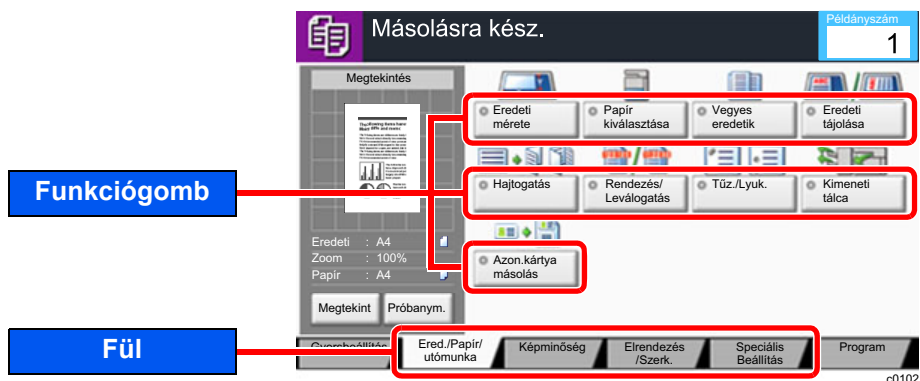 Másolásra kész.
Példányszám
1
Megtekintés
Eredeti mérete
Papír kiválasztása
Vegyes eredetik
Eredeti tájolása
Funkciógomb
Hajtogatás
Rendezés/ Leválogatás
Tűz./Lyuk.
Kimeneti tálca
Eredeti : A4
Zoom : 100%
Papír : A4
Azon.kártya másolás
Megtekint
Próbanym.
Fül
Gyorsbeállítás
Ered./Papír/ utómunka
Képminőség
Elrendezés /Szerk.
Speciális Beállítás
Program
c0102